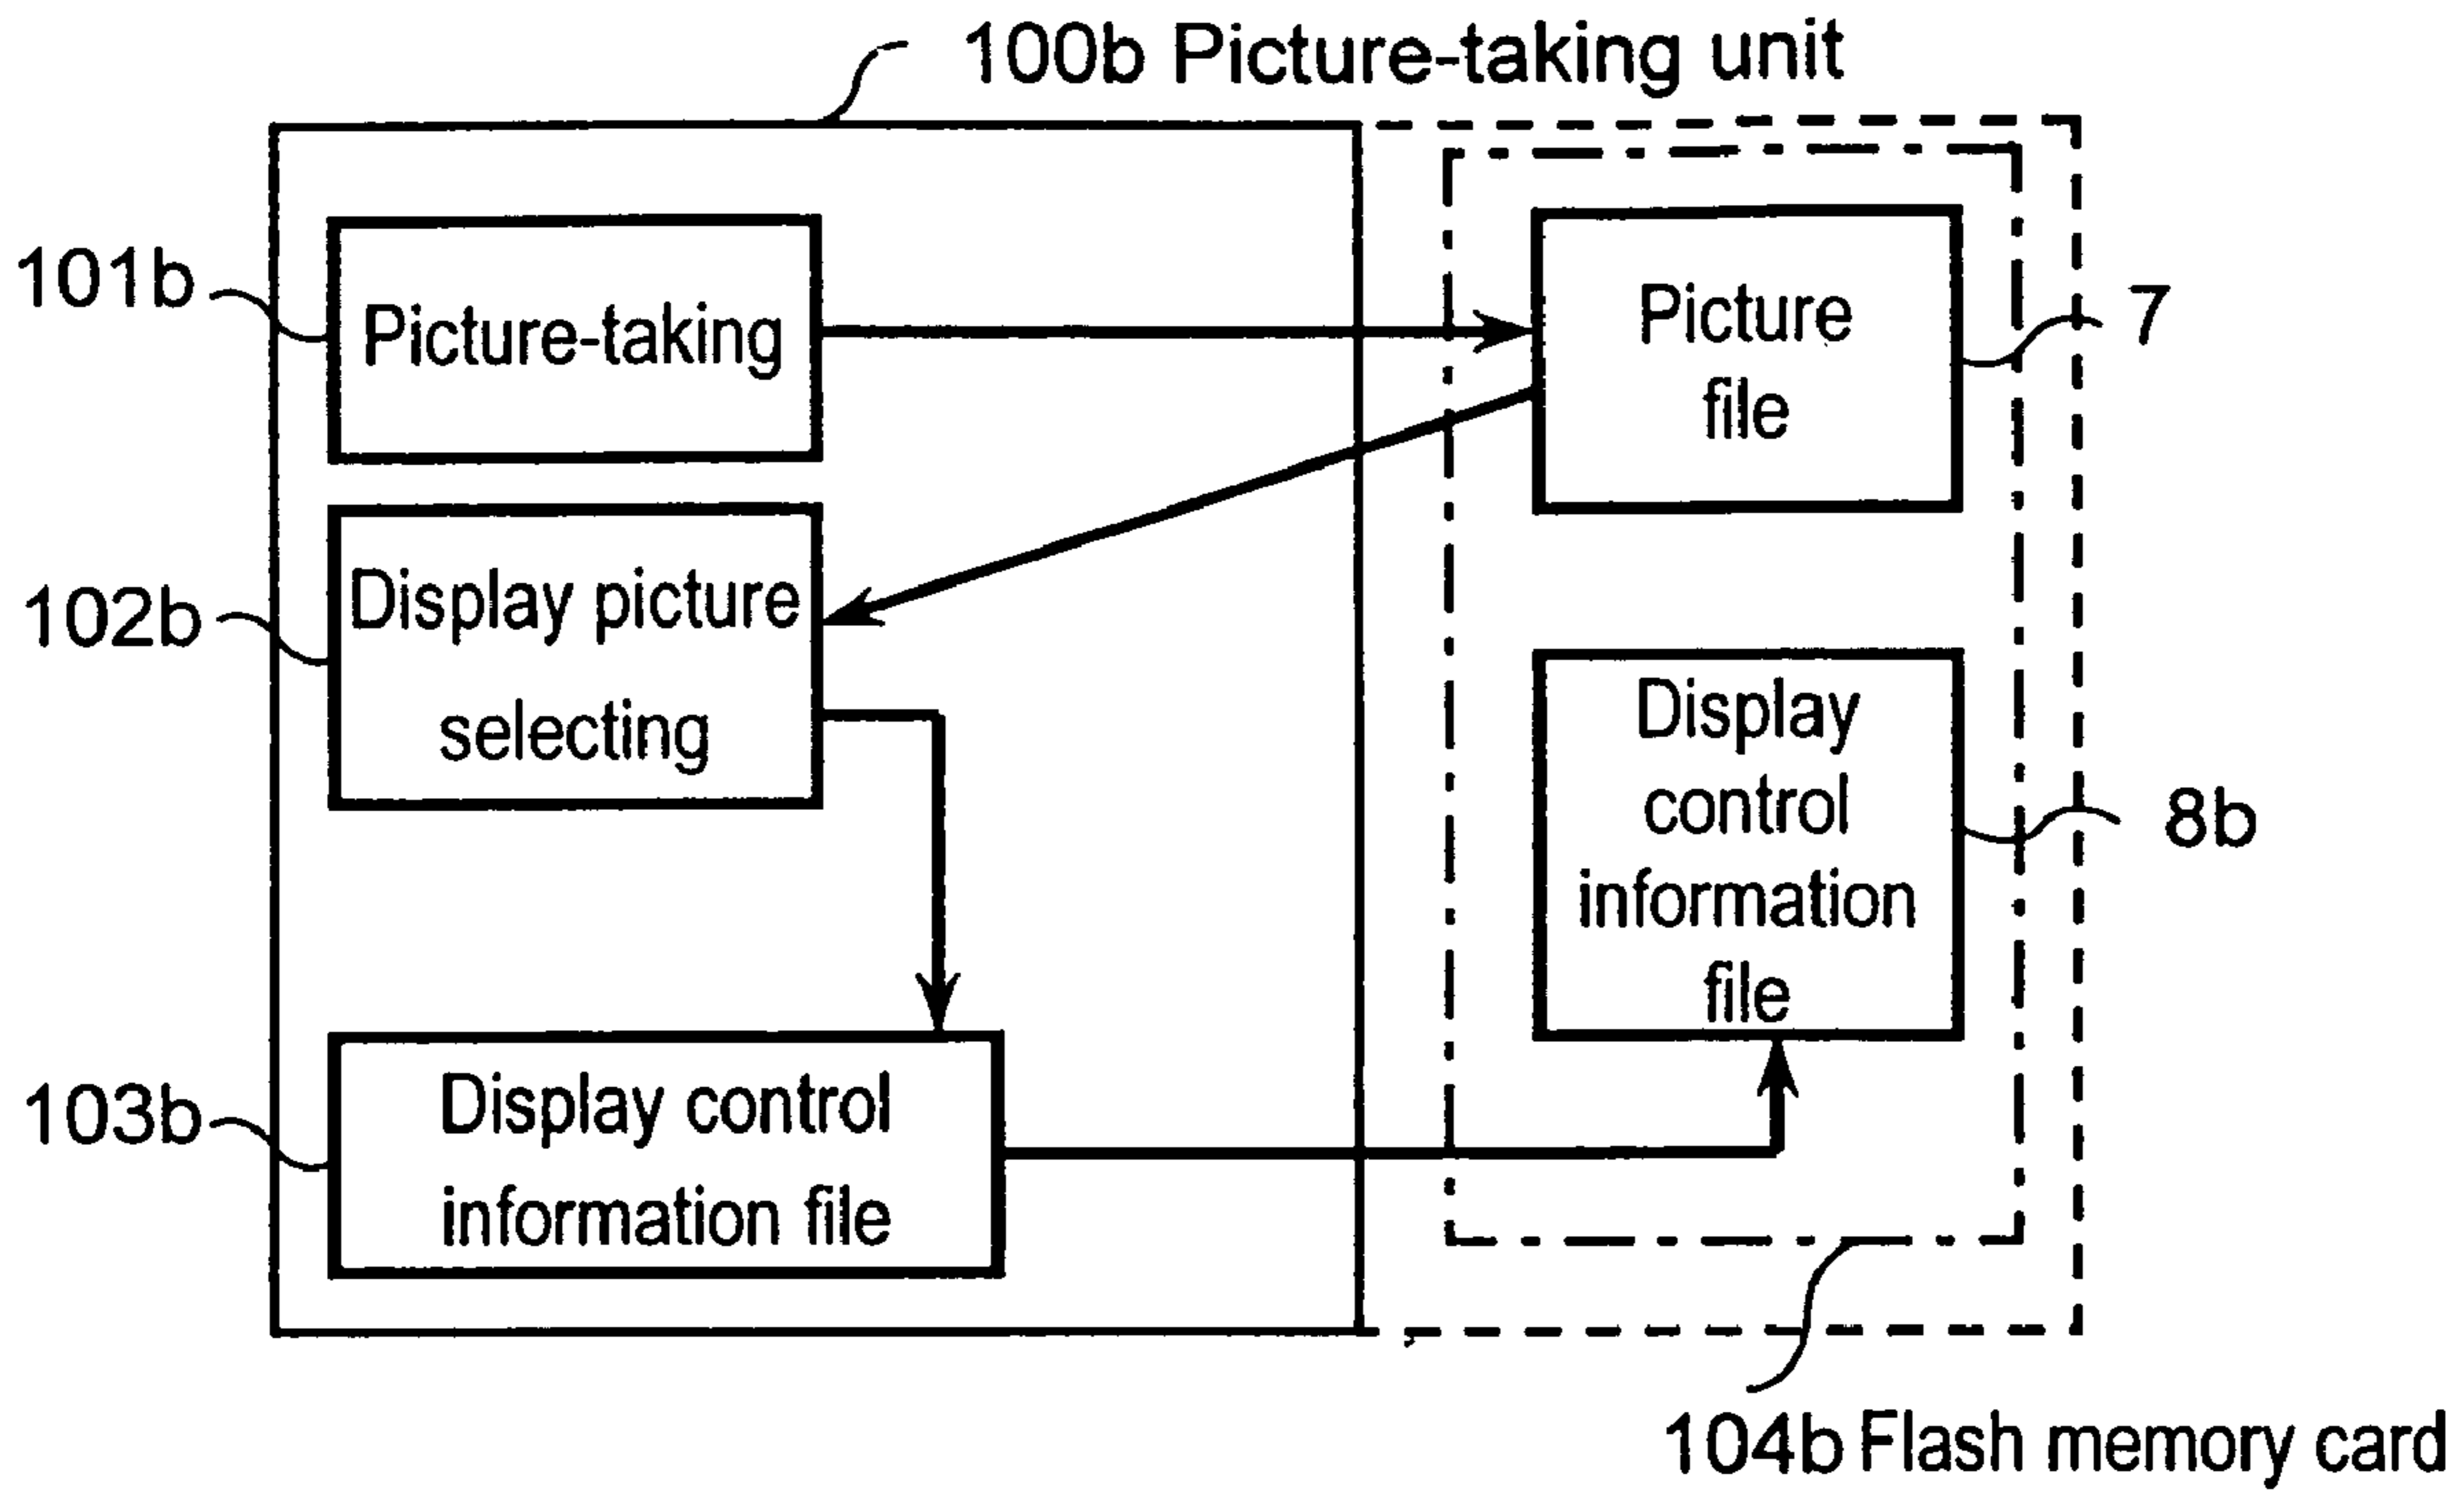 100b Picture-taking unit
101b
Picture-taking
Picture
file
7
102b
Display picture
selecting
Display
control
information
file
8b
103b
Display control
information file
104b Flash memory card